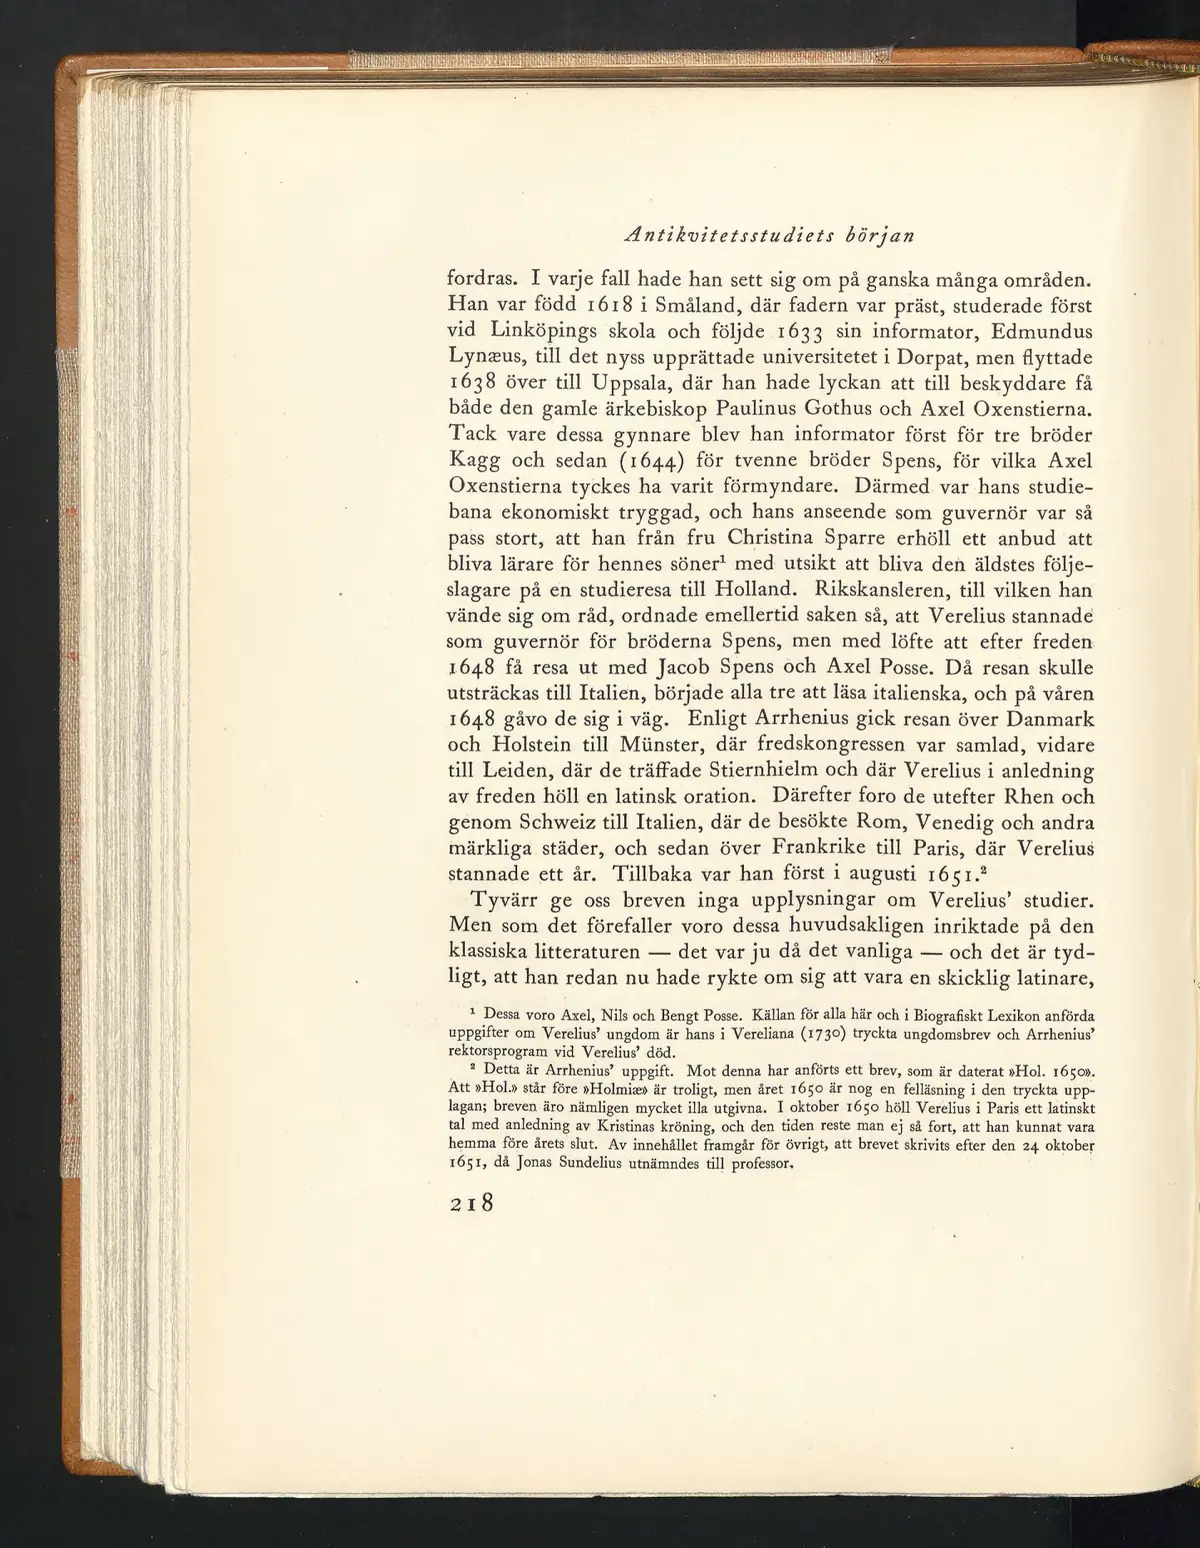 Antikvitetsstudiets början
fordras. I varje fall hade han sett sig om på ganska många områden.
Han var född 1618 i Småland, där fadern var präst, studerade först
vid Linköpings skola och följde 1633 sin informator, Edmundus
Lynæus, till det nyss upprättade universitetet i Dorpat, men flyttade
1638 över till Uppsala, där han hade lyckan att till beskyddare få
både den gamle ärkebiskop Paulinus Gothus och Axel Oxenstierna.
Tack vare dessa gynnare blev han informator först för tre bröder
Kagg och sedan (1644) för tvenne bröder Spens, för vilka Axel
Oxenstierna tyckes ha varit förmyndare. Därmed var hans studie-
bana ekonomiskt tryggad, och hans anseende som guvernör var så
pass stort, att han från fru Christina Sparre erhöll ett anbud att
bliva lärare för hennes söner¹ med utsikt att bliva den äldstes följe-
slagare på en studieresa till Holland. Rikskansleren, till vilken han
vände sig om råd, ordnade emellertid saken så, att Verelius stannade
som guvernör för bröderna Spens, men med löfte att efter freden
1648 få resa ut med Jacob Spens och Axel Posse. Då resan skulle
utsträckas till Italien, började alla tre att läsa italienska, och på våren
1648 gåvo de sig i väg. Enligt Arrhenius gick resan över Danmark
och Holstein till Münster, där fredskongressen var samlad, vidare
till Leiden, där de träffade Stiernhielm och där Verelius i anledning
av freden höll en latinsk oration. Därefter foro de utefter Rhen och
genom Schweiz till Italien, där de besökte Rom, Venedig och andra
märkliga städer, och sedan över Frankrike till Paris, där Verelius
stannade ett år. Tillbaka var han först i augusti 1651.²
Tyvärr ge oss breven inga upplysningar om Verelius’ studier.
Men som det förefaller voro dessa huvudsakligen inriktade på den
klassiska litteraturen — det var ju då det vanliga — och det är tyd-
ligt, att han redan nu hade rykte om sig att vara en skicklig latinare,
¹ Dessa voro Axel, Nils och Bengt Posse. Källan för alla här och i Biografiskt Lexikon anförda
uppgifter om Verelius’ ungdom är hans i Vereliana (1730) tryckta ungdomsbrev och Arrhenius’
rektorsprogram vid Verelius’ död.
² Detta är Arrhenius’ uppgift. Mot denna har anförts ett brev, som är daterat »Hol. 1650».
Att »Hol.» står före »Holmiæ» är troligt, men året 1650 är nog en felläsning i den tryckta upp-
lagan; breven äro nämligen mycket illa utgivna. I oktober 1650 höll Verelius i Paris ett latinskt
tal med anledning av Kristinas kröning, och den tiden reste man ej så fort, att han kunnat vara
hemma före årets slut. Av innehållet framgår för övrigt, att brevet skrivits efter den 24 oktober
1651, då Jonas Sundelius utnämndes till professor.
218